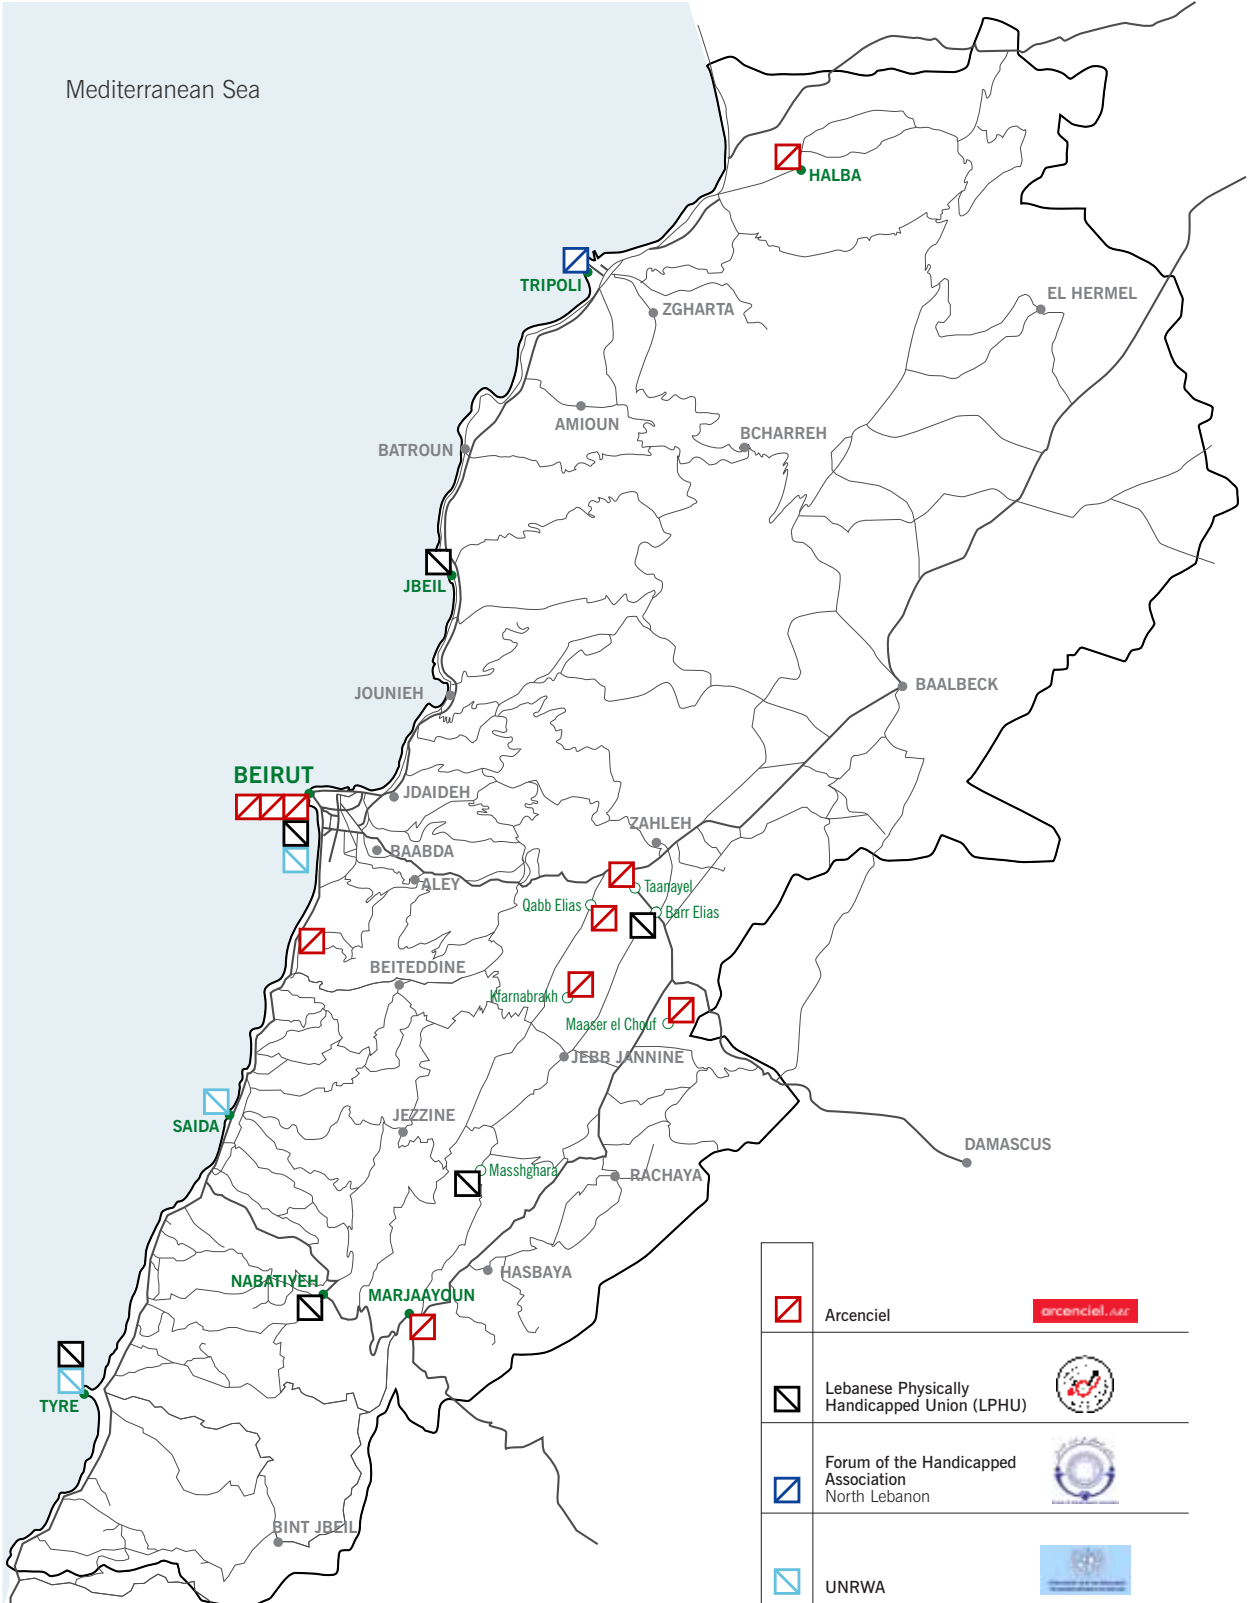 Mediterranean Sea
HALBA
TRIPOLI
EL HERMEL
ZGHARTA
AMIOUN
BCHARREH
BATROUN
JBEIL
BAALBECK
JOUNIEH
BEIRUT
JDAIDEH
ZAHLEH
BAABDA
ALEY
Taanayel
Qabb Elias
Barr Elias
BEITEDDINE
Kfarnabrakh
Maaser el Chouf
JEBB JANNINE
SAIDA
JEZZINE
DAMASCUS
Masshghara
RACHAYA
HASBAYA
NABATIYEH
MARJAAYOUN
TYRE
BINT JBEIL
Arcenciel
arcenciel.aec
Lebanese Physically
Handicapped Union (LPHU)
Forum of the Handicapped
Association
North Lebanon
UNRWA